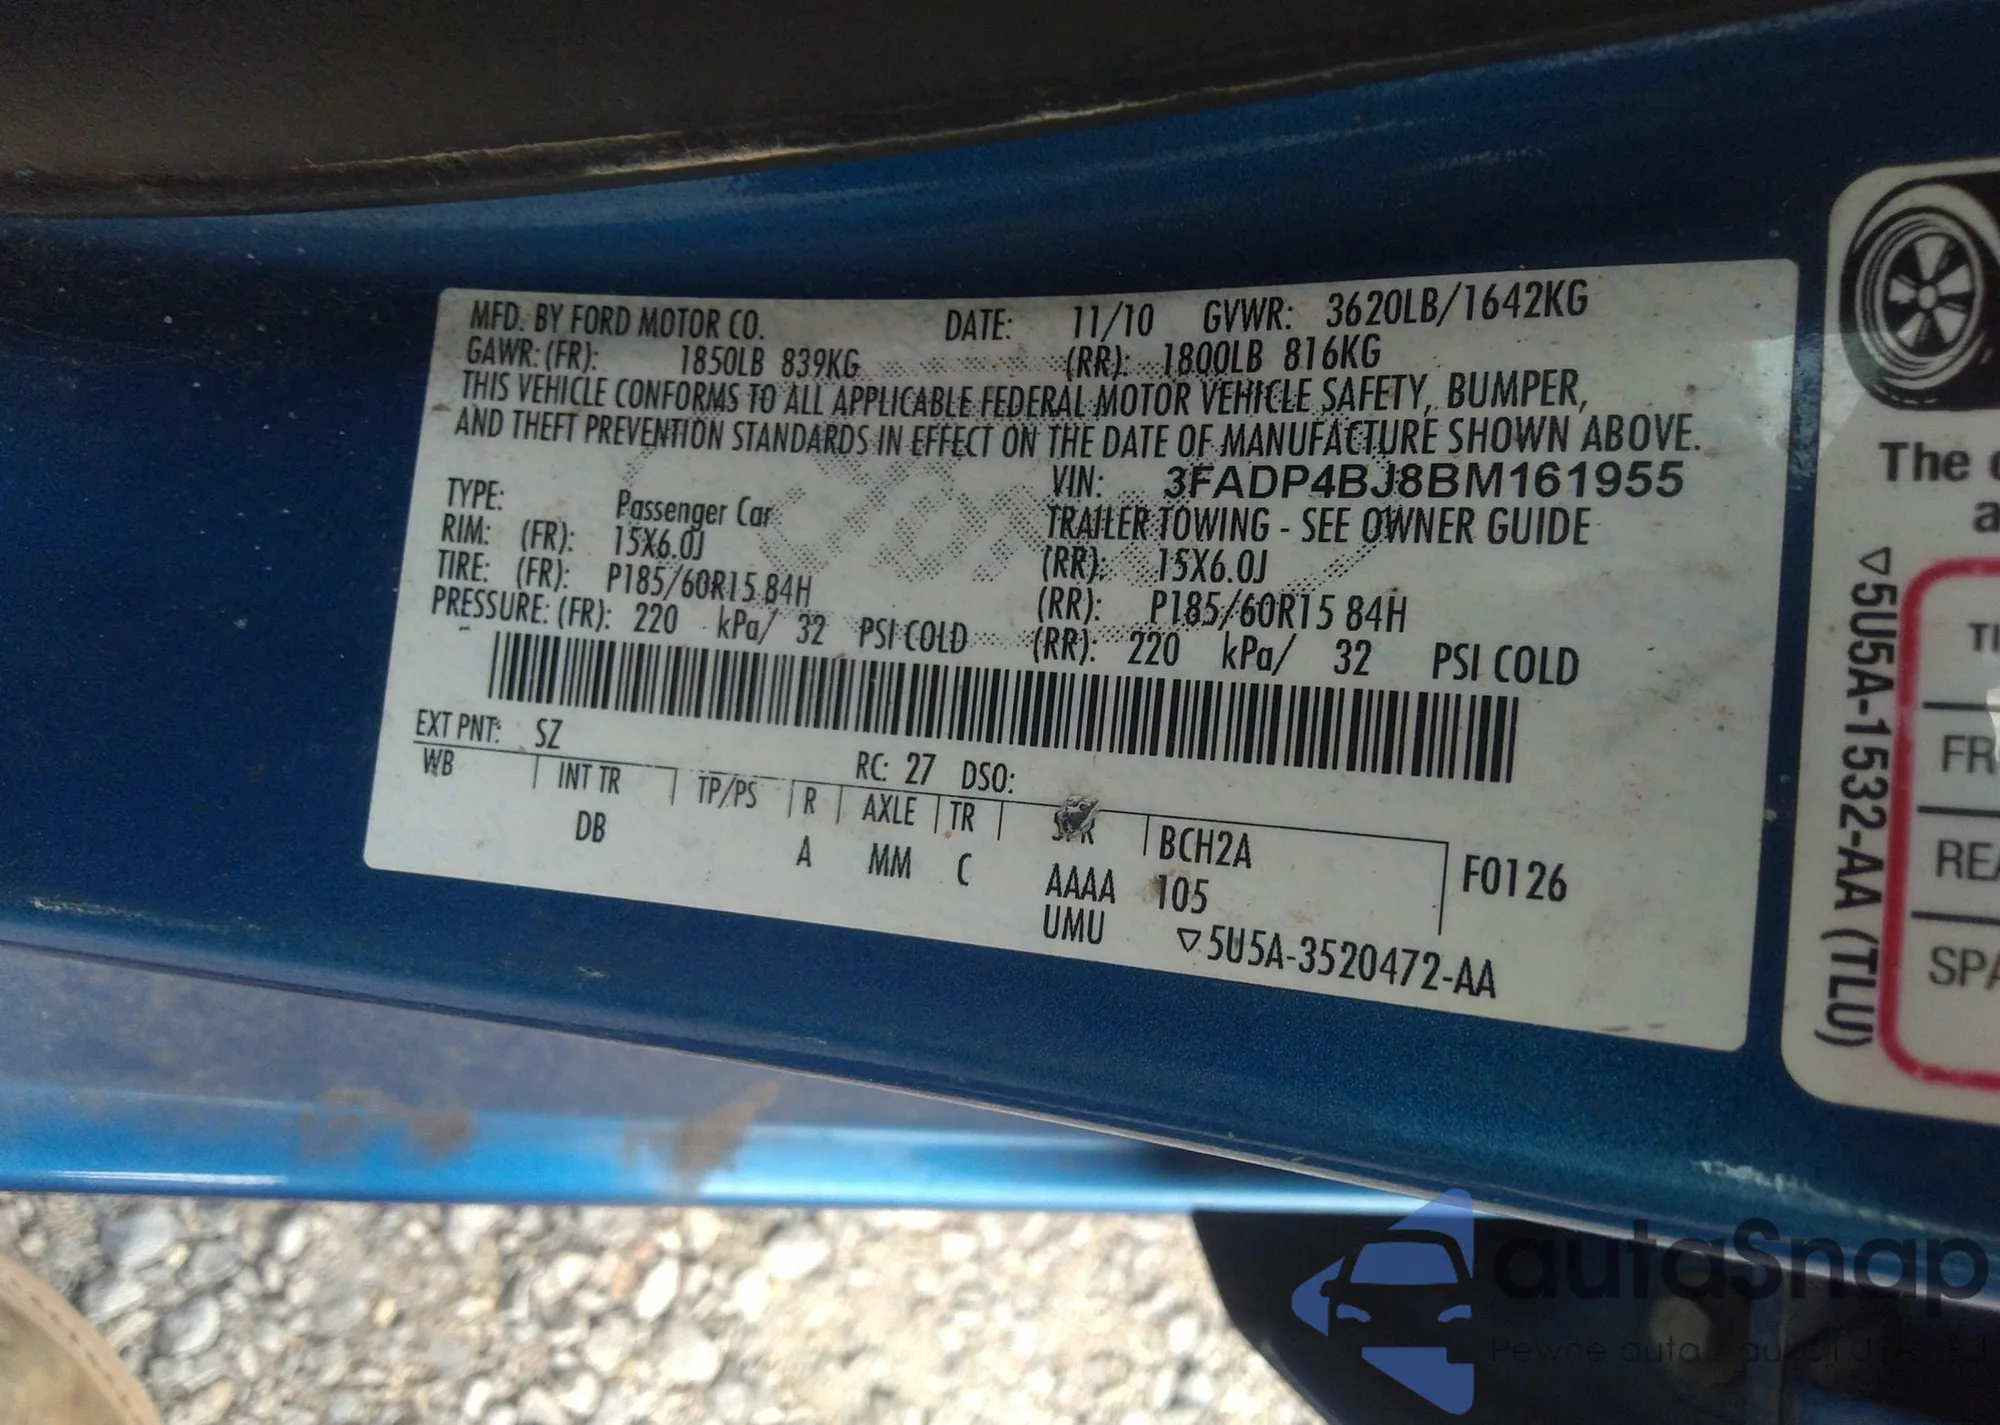 MFD. BY FORD MOTOR CO. DATE: 11/10 GVWR: 3620LB/1642KG
GAWR: (FR): 1850LB 839KG (RR): 1800LB 816KG
THIS VEHICLE CONFORMS TO ALL APPLICABLE FEDERAL MOTOR VEHICLE SAFETY, BUMPER,
AND THEFT PREVENTION STANDARDS IN EFFECT ON THE DATE OF MANUFACTURE SHOWN ABOVE.
VIN: 3FADP4BJ8BM161955
TYPE: Passenger Car TRAILER TOWING - SEE OWNER GUIDE
RIM: (FR): 15X6.0J (RR): 15X6.0J
TIRE: (FR): P185/60R15 84H (RR): P185/60R15 84H
PRESSURE: (FR): 220 kPa/ 32 PSI COLD (RR): 220 kPa/ 32 PSI COLD
EXT PNT: SZ RC: 27 DSO:
WB INT TR TP/PS R AXLE TR BCH2A F0126
DB A MM C AAAA 105
UMU ▽5U5A-3520472-AA
The
▽5U5A-1532-AA (TLU)
autaSnap
Pewne auta z